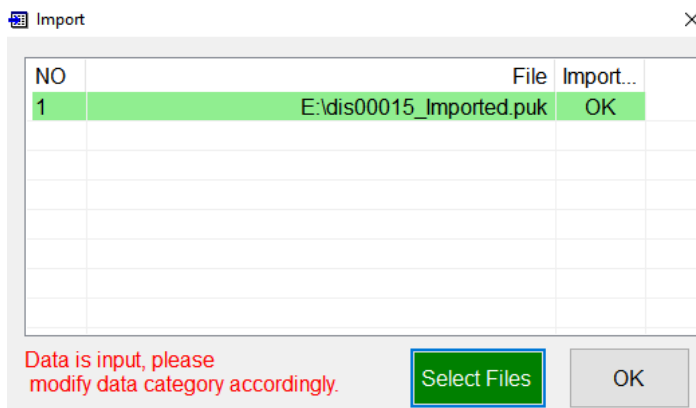 Import
NO File Import...
1 E:\dis00015_Imported.puk OK
Data is input, please
modify data category accordingly.
Select Files
OK